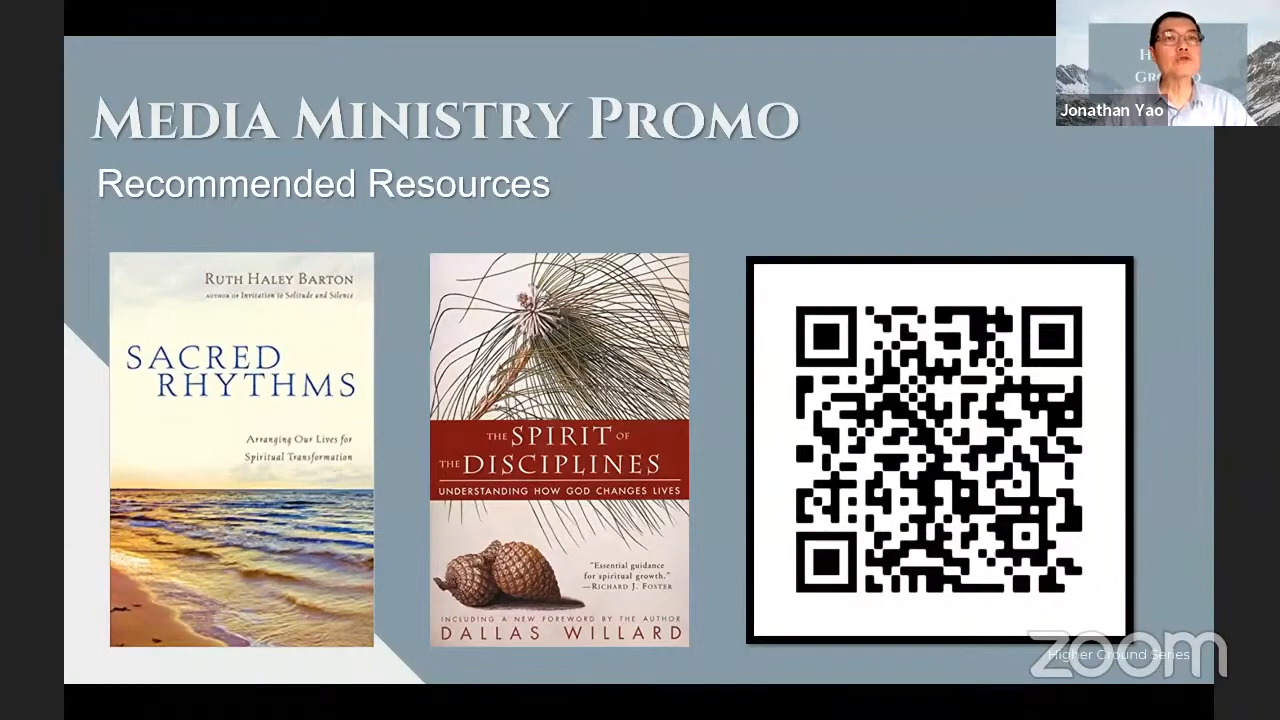 Jonathan Yao
MEDIA MINISTRY PROMO
Recommended Resources
RUTH HALEY BARTON
AUTHOR OF Invitation to Solitude and Silence
SACRED
RHYTHMS
Arranging Our Lives for
Spiritual Transformation
THE SPIRIT OF
THE DISCIPLINES
UNDERSTANDING HOW GOD CHANGES LIVES
"Essential guidance
for spiritual growth."
—RICHARD J. FOSTER
INCLUDING A NEW FOREWORD BY THE AUTHOR
DALLAS WILLARD
Higher Ground Series
zoom